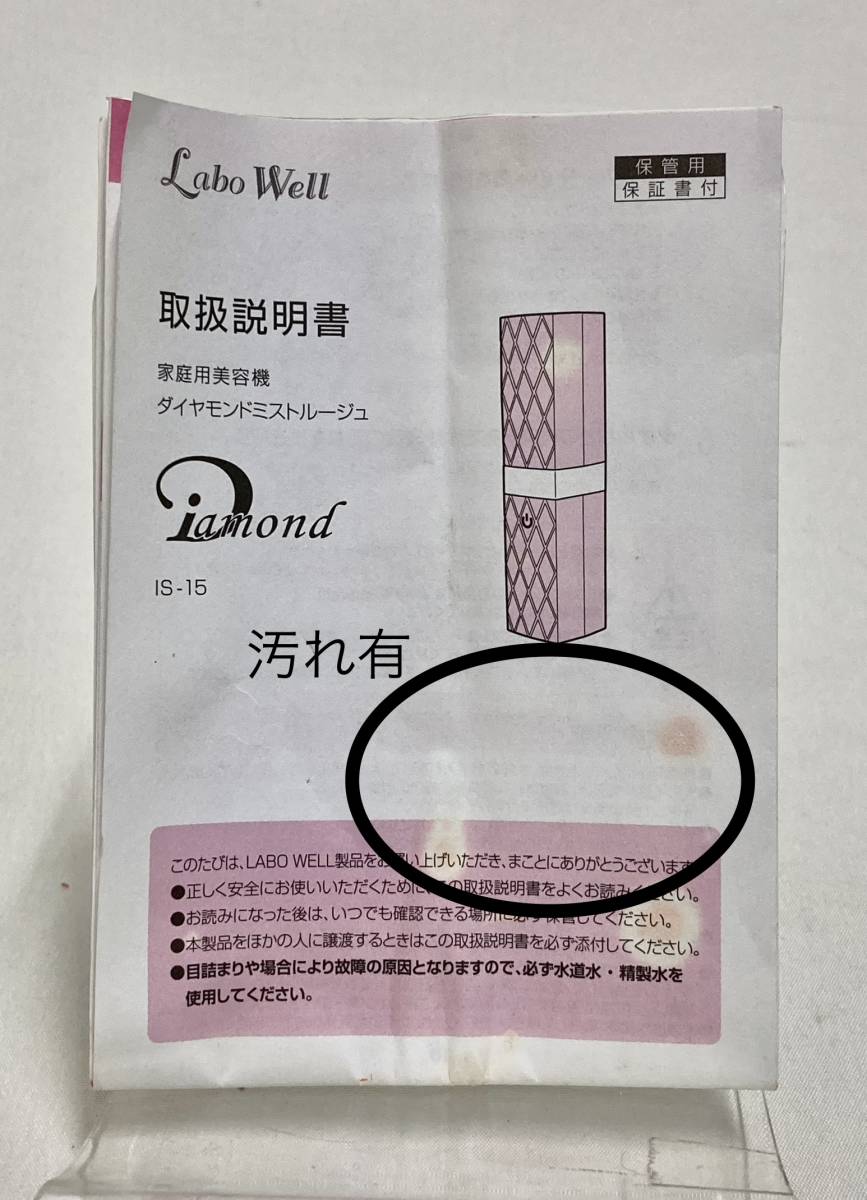 Labo Well
保管用
保証書付
取扱説明書
家庭用美容機
ダイヤモンドミストルージュ
Diamond
IS-15
汚れ有
このたびは、LABO WELL製品をお買い上げいただき、まことにありがとうございます
●正しく安全にお使いいただくために、この取扱説明書をよくお読みください。
●お読みになった後は、いつでも確認できる場所に必ず保管してください。
●本製品をほかの人に譲渡するときはこの取扱説明書を必ず添付してください。
●目詰まりや場合により故障の原因となりますので、必ず水道水・精製水を
使用してください。